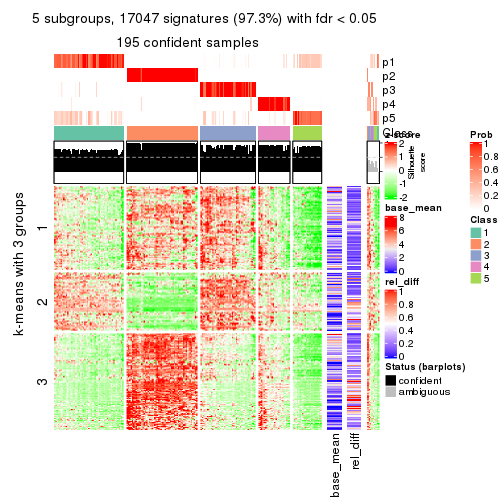 5 subgroups, 17047 signatures (97.3%) with fdr < 0.05
195 confident samples
p1
p2
p3
p4
p5
Class
Silhouette
score
k-means with 3 groups
1
2
3
base_mean
rel_diff
z-score
2
1
0
-1
-2
base_mean
8
6
4
2
0
rel_diff
1
0.8
0.6
0.4
0.2
0
Status (barplots)
confident
ambiguous
Prob
1
0.8
0.6
0.4
0.2
0
Class
1
2
3
4
5